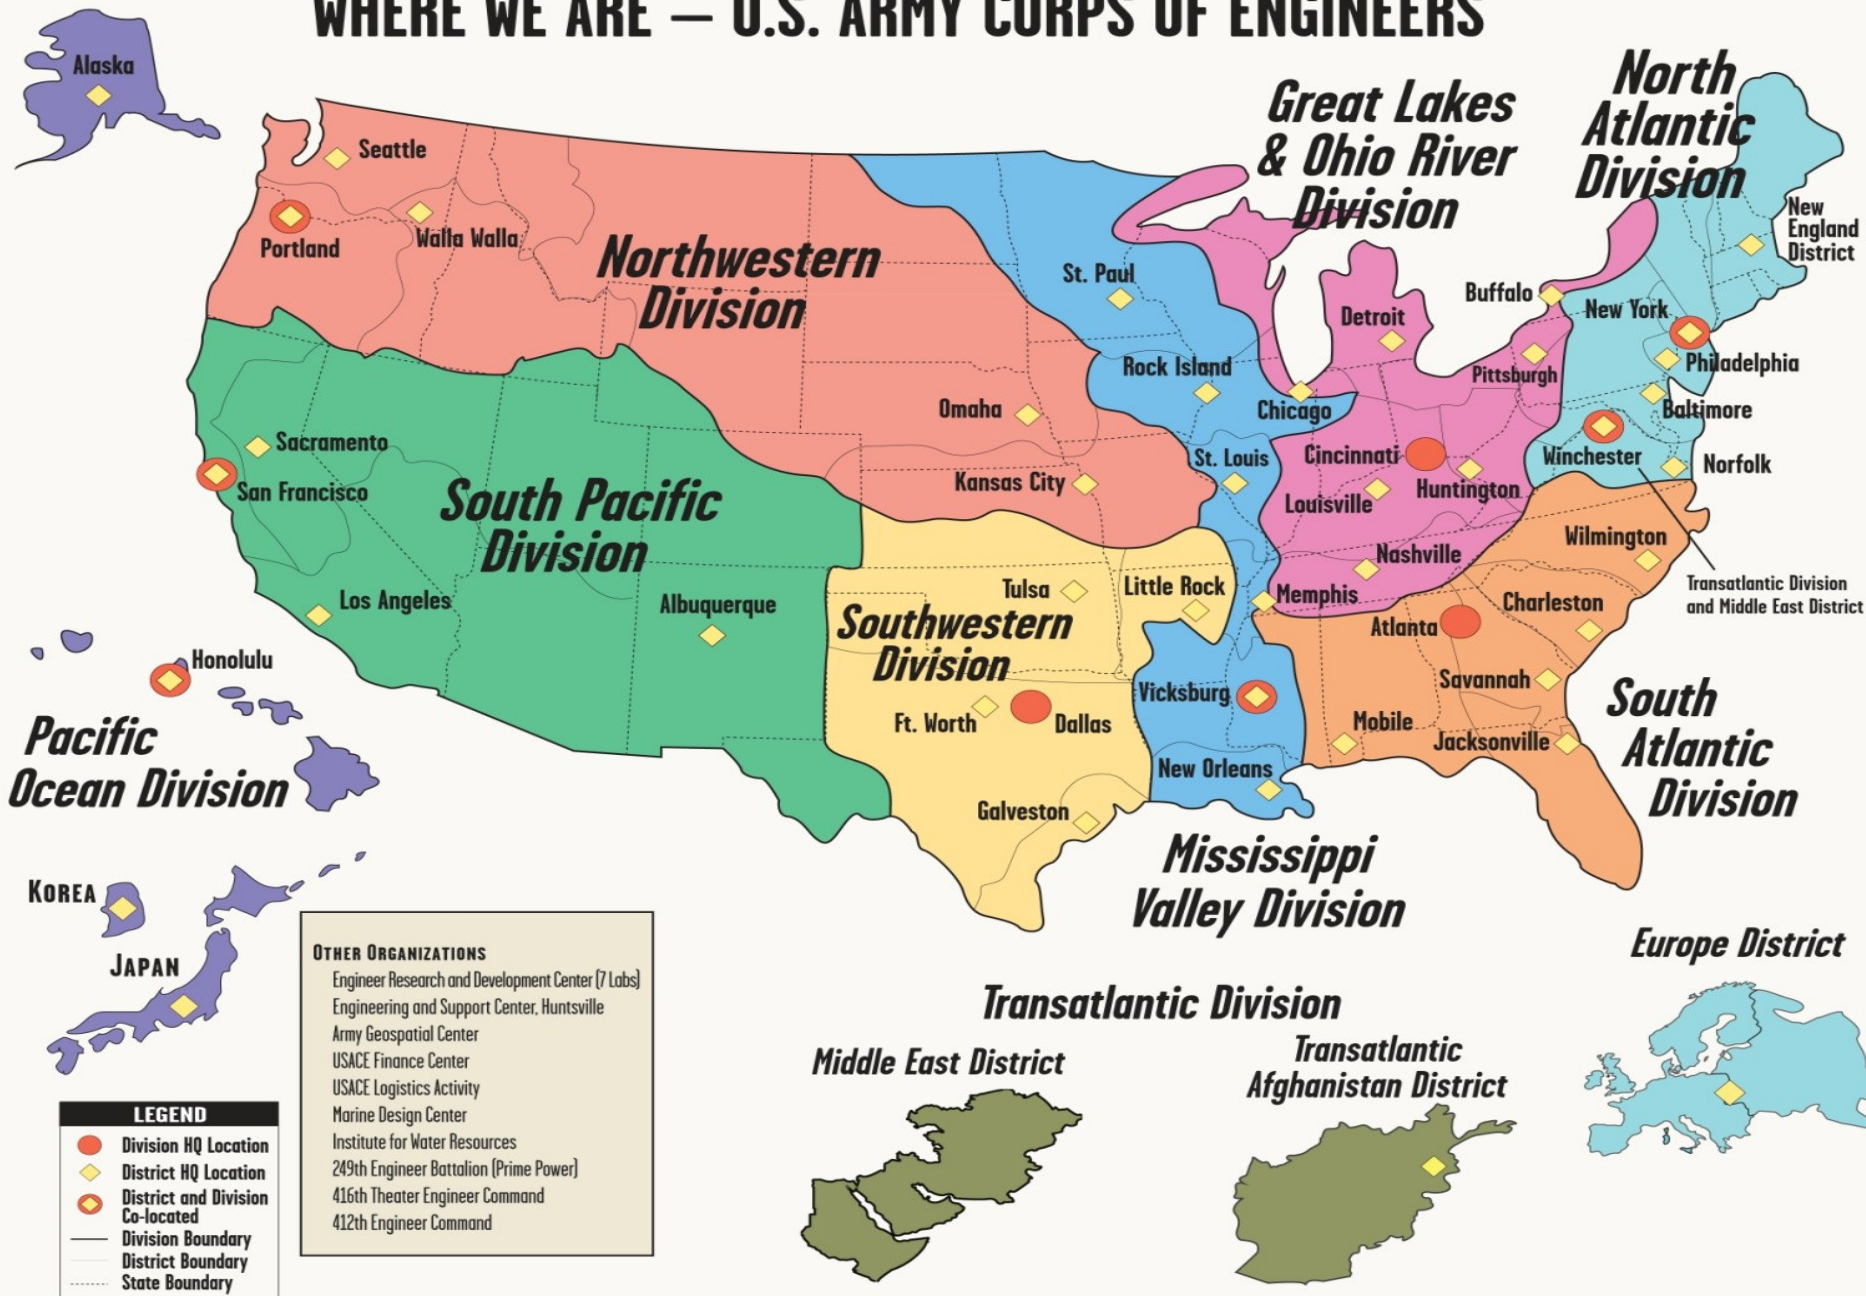 WHERE WE ARE – U.S. ARMY CORPS OF ENGINEERS
Alaska
Seattle
Portland
Walla Walla
Northwestern
Division
Omaha
Kansas City
Great Lakes
& Ohio River
Division
St. Paul
Rock Island
St. Louis
Detroit
Chicago
Buffalo
Pittsburgh
Cincinnati
Louisville
Huntington
Nashville
Memphis
North
Atlantic
Division
New
England
District
New York
Philadelphia
Baltimore
Winchester
Norfolk
Transatlantic Division
and Middle East District
Sacramento
San Francisco
South Pacific
Division
Los Angeles
Albuquerque
Tulsa
Little Rock
Southwestern
Division
Ft. Worth
Dallas
Galveston
Vicksburg
New Orleans
Mississippi
Valley Division
Wilmington
Charleston
Atlanta
Savannah
Mobile
Jacksonville
South
Atlantic
Division
Honolulu
Pacific
Ocean Division
KOREA
JAPAN
OTHER ORGANIZATIONS
Engineer Research and Development Center (7 Labs)
Engineering and Support Center, Huntsville
Army Geospatial Center
USACE Finance Center
USACE Logistics Activity
Marine Design Center
Institute for Water Resources
249th Engineer Battalion (Prime Power)
416th Theater Engineer Command
412th Engineer Command
Transatlantic Division
Middle East District
Transatlantic
Afghanistan District
Europe District
LEGEND
Division HQ Location
District HQ Location
District and Division
Co-located
Division Boundary
District Boundary
State Boundary